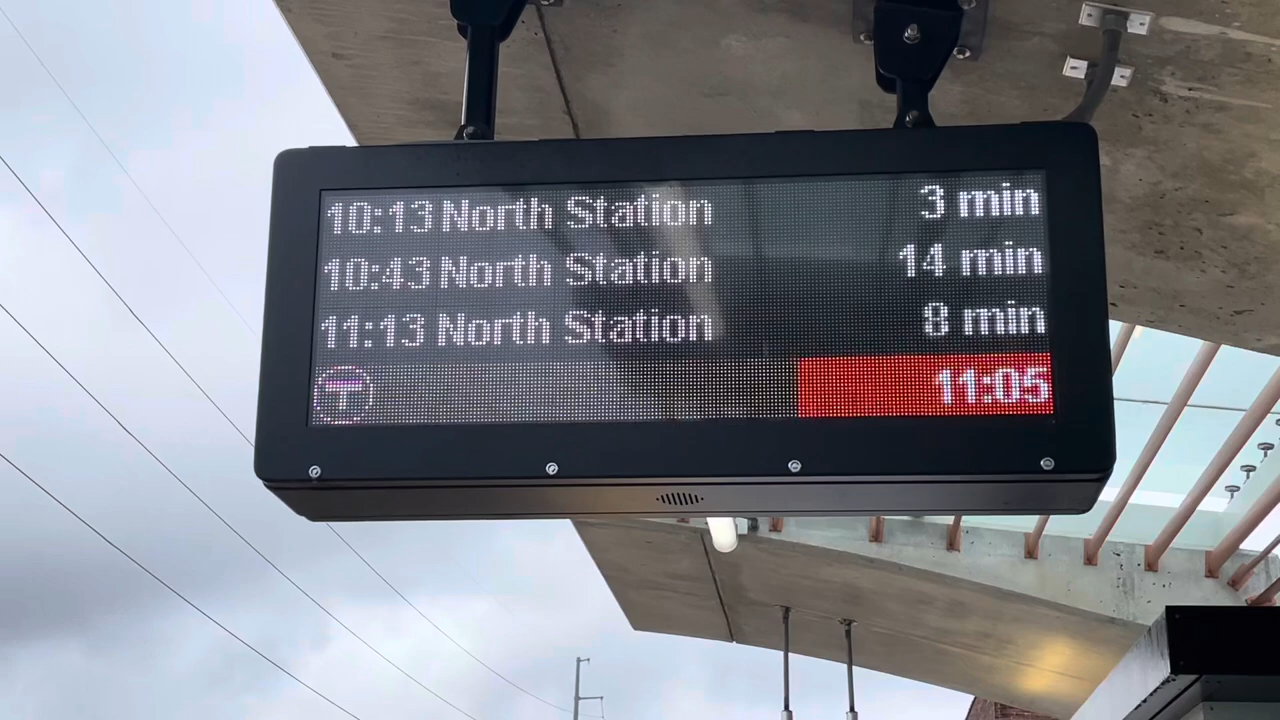 10:13 North Station 3 min
10:43 North Station 14 min
11:13 North Station 8 min
T 11:05